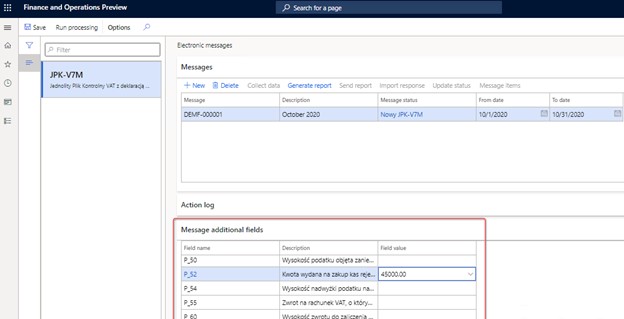 Finance and Operations Preview
Search for a page
Save Run processing Options
Filter
JPK-V7M
Jednolity Plik Kontrolny VAT z deklaracją ...
Electronic messages
Messages
New Delete Collect data Generate report Send report Import response Update status Message items
Message Description Message status From date To date
DEMF-000001 October 2020 Nowy JPK-V7M 10/1/2020 10/31/2020
Action log
Message additional fields
Field name Description Field value
P_50 Wysokość podatku objęta zanie...
P_52 Kwota wydana na zakup kas reje... 45000.00
P_54 Wysokość nadwyżki podatku na...
P_55 Zwrot na rachunek VAT, o który...
P_60 Wysokość zwrotu do zaliczenia ...